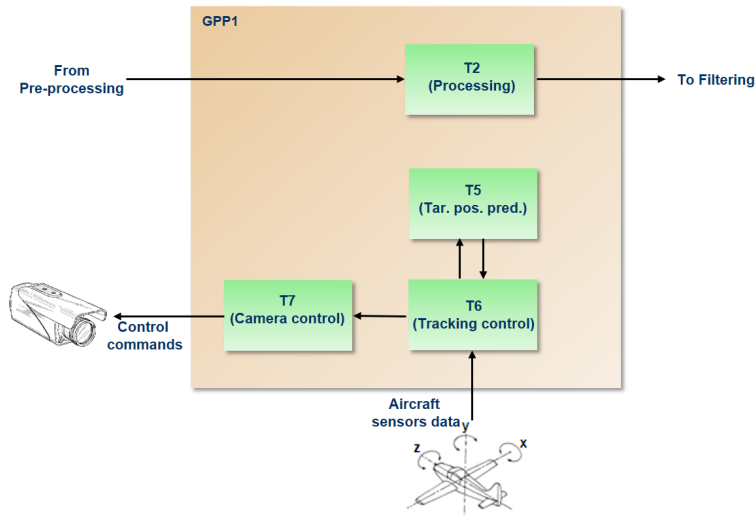 GPP1
From
Pre-processing
T2
(Processing)
To Filtering
T5
(Tar. pos. pred.)
T7
(Camera control)
T6
(Tracking control)
Control
commands
Aircraft
sensors data
y
z
x